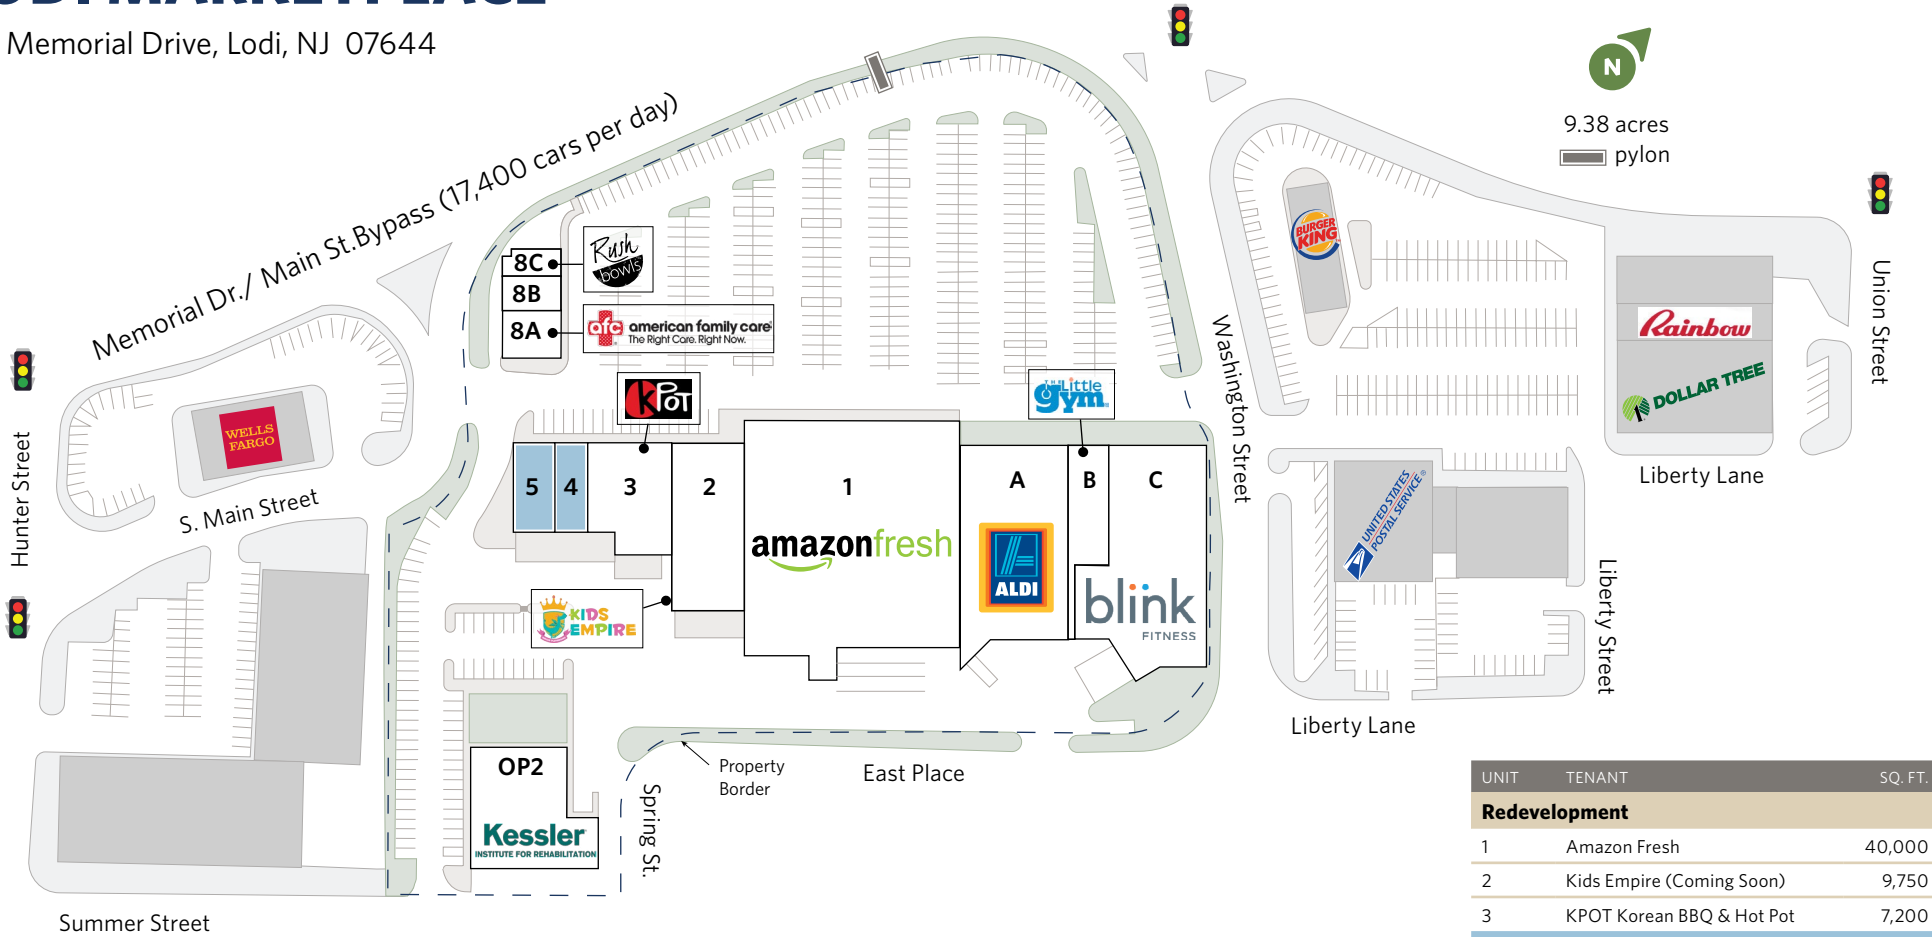 MARKETPLACE
Memorial Drive, Lodi, NJ 07644
Memorial Dr./ Main St.Bypass (17,400 cars per day)
N
9.38 acres
pylon
8C
Rush
bowls
8B
8A
afc american family care
The Right Care. Right Now.
KPOT
THE Little
gym
BURGER
KING
Rainbow
DOLLAR TREE
Union Street
Washington Street
WELLS
FARGO
S. Main Street
Hunter Street
5
4
3
2
1
A
B
C
amazonfresh
ALDI
blink
FITNESS
KIDS
EMPIRE
UNITED STATES
POSTAL SERVICE®
Liberty Lane
Liberty Street
Liberty Lane
OP2
Kessler
INSTITUTE FOR REHABILITATION
Spring St.
Property
Border
East Place
Summer Street
UNIT TENANT SQ. FT.
Redevelopment
1 Amazon Fresh 40,000
2 Kids Empire (Coming Soon) 9,750
3 KPOT Korean BBQ & Hot Pot 7,200